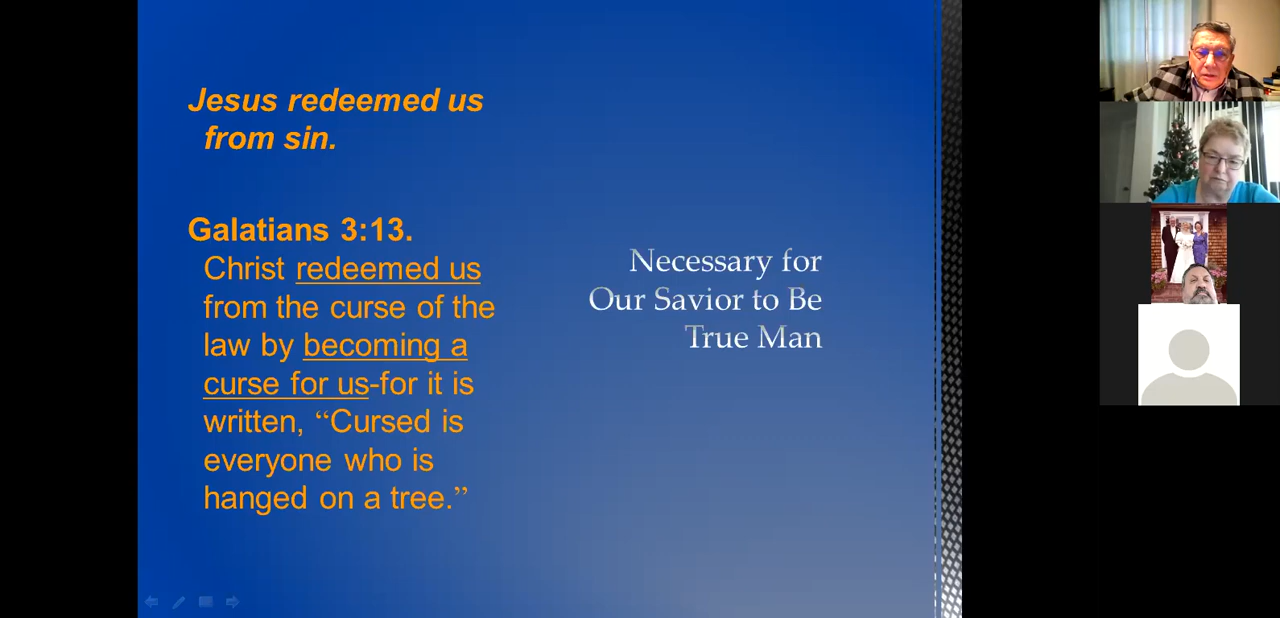 Jesus redeemed us
from sin.
Galatians 3:13.
Christ redeemed us
from the curse of the
law by becoming a
curse for us-for it is
written, “Cursed is
everyone who is
hanged on a tree.”
Necessary for
Our Savior to Be
True Man